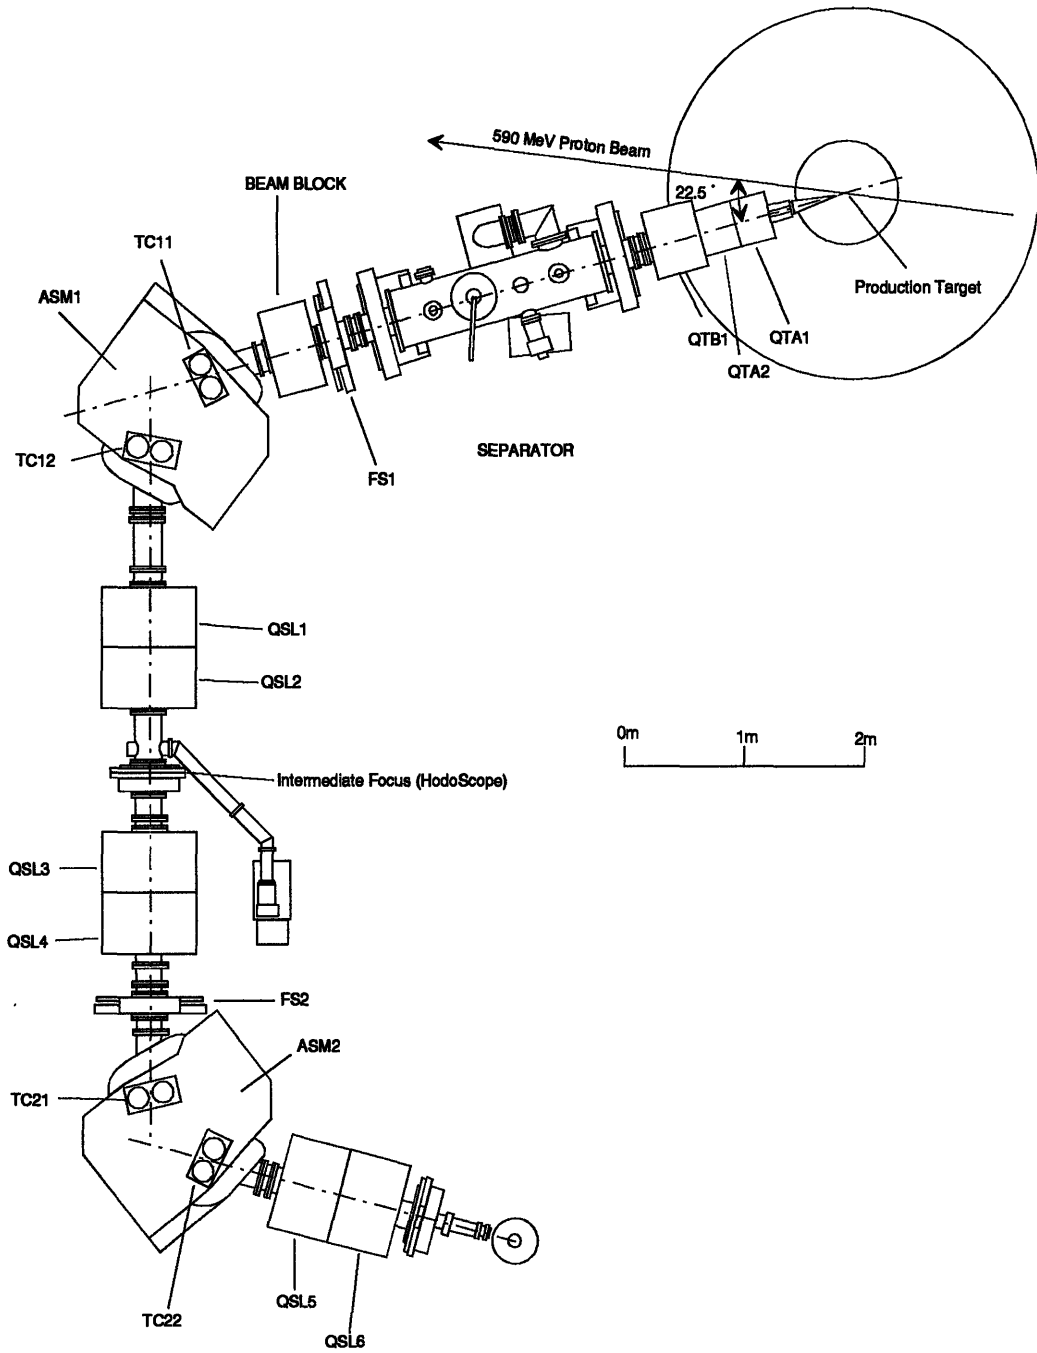 590 MeV Proton Beam
BEAM BLOCK
22.5 °
TC11
ASM1
Production Target
QTB1
QTA1
QTA2
TC12
FS1
SEPARATOR
QSL1
QSL2
0m 1m 2m
Intermediate Focus (HodoScope)
QSL3
QSL4
FS2
ASM2
TC21
QSL5
TC22
QSL6